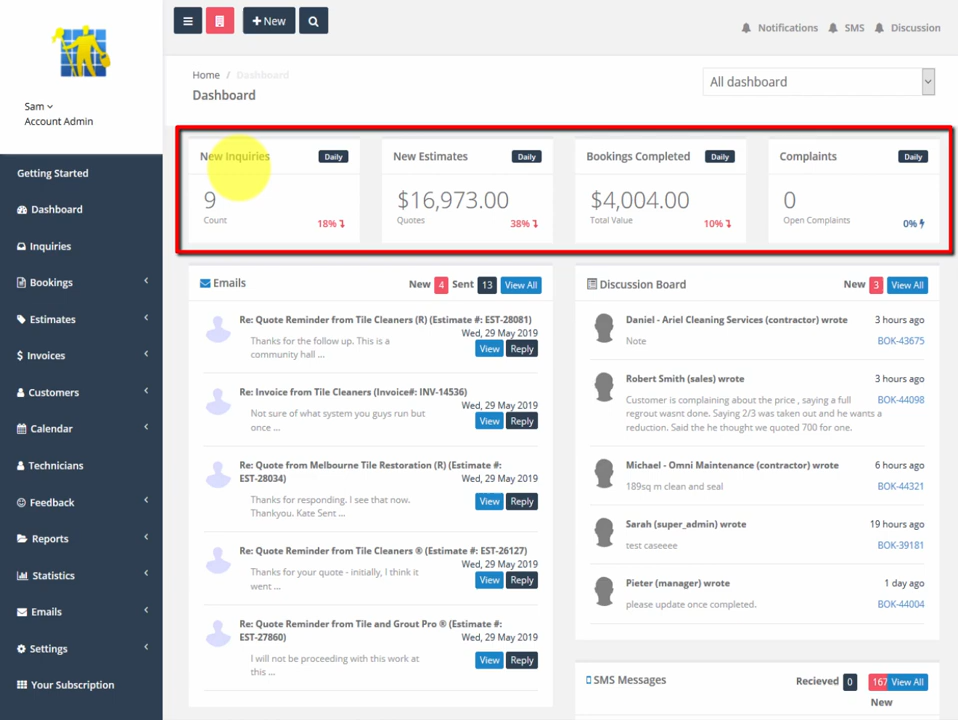 New
Notifications
SMS
Discussion
Home / Dashboard
Dashboard
All dashboard
Sam
Account Admin
Getting Started
Dashboard
Inquiries
Bookings
Estimates
Invoices
Customers
Calendar
Technicians
Feedback
Reports
Statistics
Emails
Settings
Your Subscription
New Inquiries Daily
9
Count 18%
New Estimates Daily
$16,973.00
Quotes 38%
Bookings Completed Daily
$4,004.00
Total Value 10%
Complaints Daily
0
Open Complaints 0%
Emails New 4 Sent 13 View All
Re: Quote Reminder from Tile Cleaners (R) (Estimate #: EST-28081)
Wed, 29 May 2019
Thanks for the follow up. This is a
community hall ...
View Reply
Re: Invoice from Tile Cleaners (Invoice#: INV-14536)
Wed, 29 May 2019
Not sure of what system you guys run but
once ...
View Reply
Re: Quote from Melbourne Tile Restoration (R) (Estimate #:
EST-28034)
Wed, 29 May 2019
Thanks for responding. I see that now.
Thankyou. Kate Sent ...
View Reply
Re: Quote Reminder from Tile Cleaners ® (Estimate #: EST-26127)
Wed, 29 May 2019
Thanks for your quote - initially, I think it
went ...
View Reply
Re: Quote Reminder from Tile and Grout Pro ® (Estimate #:
EST-27860)
Wed, 29 May 2019
I will not be proceeding with this work at
this ...
View Reply
Discussion Board New 3 View All
Daniel - Ariel Cleaning Services (contractor) wrote 3 hours ago
Note BOK-43675
Robert Smith (sales) wrote 3 hours ago
Customer is complaining about the price , saying a full BOK-44098
regrout wasnt done. Saying 2/3 was taken out and he wants a
reduction. Said the he thought we quoted 700 for one.
Michael - Omni Maintenance (contractor) wrote 6 hours ago
189sq m clean and seal BOK-44321
Sarah (super_admin) wrote 19 hours ago
test caseeee BOK-39181
Pieter (manager) wrote 1 day ago
please update once completed. BOK-44004
SMS Messages Recieved 0 167 View All
New